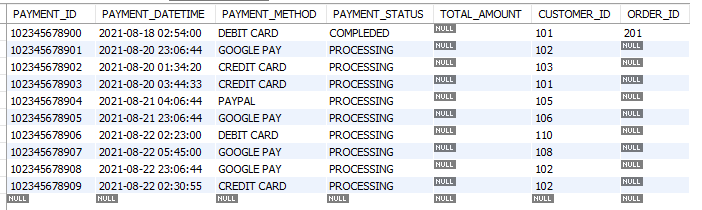 PAYMENT_ID PAYMENT_DATETIME PAYMENT_METHOD PAYMENT_STATUS TOTAL_AMOUNT CUSTOMER_ID ORDER_ID
102345678900 2021-08-18 02:54:00 DEBIT CARD COMPLEDED NULL 101 201
102345678901 2021-08-20 23:06:44 GOOGLE PAY PROCESSING NULL 102 NULL
102345678902 2021-08-20 01:34:20 CREDIT CARD PROCESSING NULL 103 NULL
102345678903 2021-08-20 03:44:33 CREDIT CARD PROCESSING NULL 101 NULL
102345678904 2021-08-21 04:06:44 PAYPAL PROCESSING NULL 105 NULL
102345678905 2021-08-21 23:06:44 GOOGLE PAY PROCESSING NULL 106 NULL
102345678906 2021-08-22 02:23:00 DEBIT CARD PROCESSING NULL 110 NULL
102345678907 2021-08-22 05:45:00 GOOGLE PAY PROCESSING NULL 108 NULL
102345678908 2021-08-22 23:06:44 GOOGLE PAY PROCESSING NULL 102 NULL
102345678909 2021-08-22 02:30:55 CREDIT CARD PROCESSING NULL 102 NULL
NULL NULL NULL NULL NULL NULL NULL